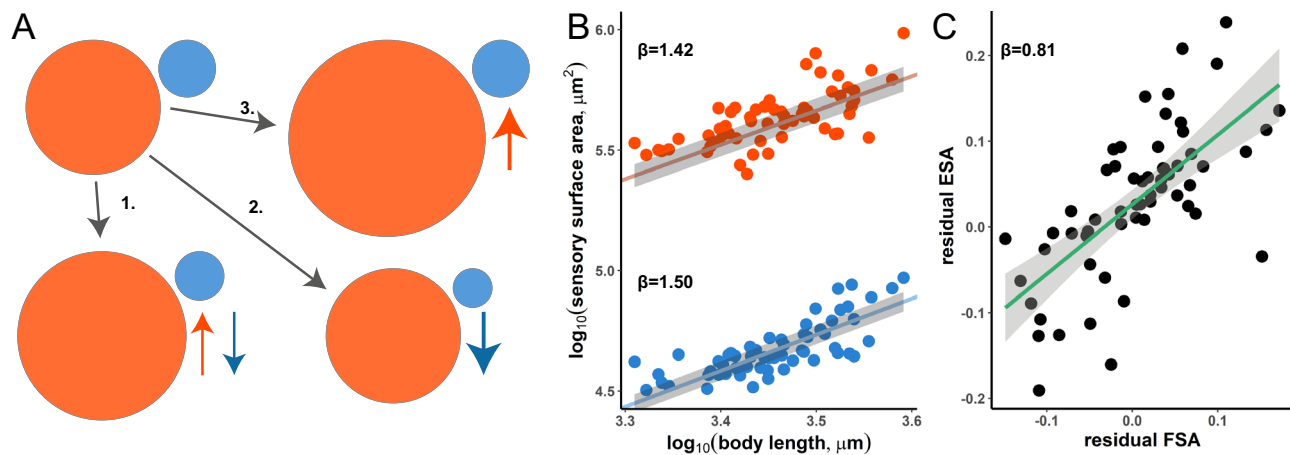 A
3.
1.
2.
B
β=1.42
β=1.50
log10(sensory surface area, μm2)
6.0
5.5
5.0
4.5
3.3
3.4
3.5
3.6
log10(body length, μm)
C
β=0.81
residual ESA
0.2
0.1
0.0
-0.1
-0.2
-0.1
0.0
0.1
residual FSA